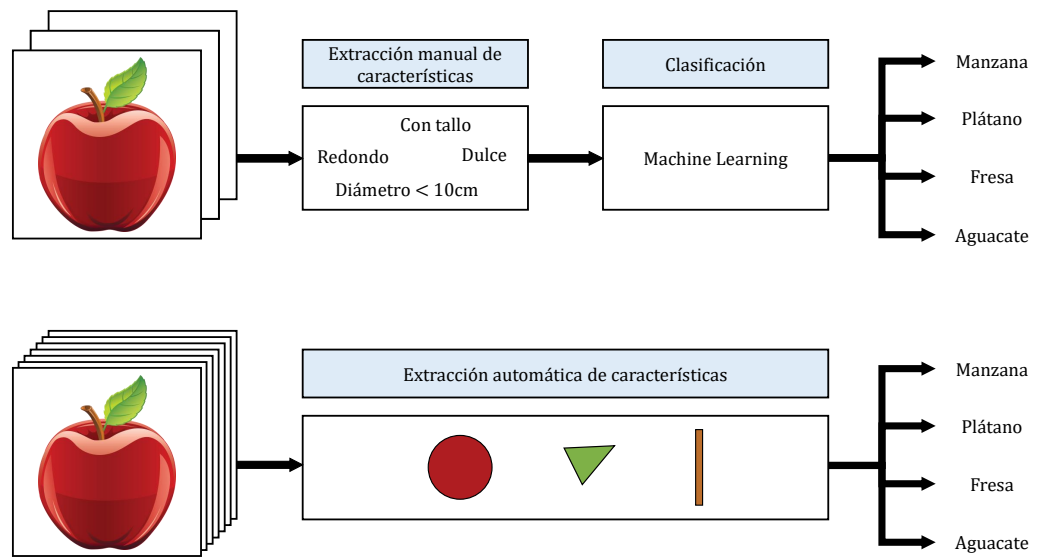 Extracción manual de
características
Clasificación
Con tallo
Redondo
Dulce
Diámetro < 10cm
Machine Learning
Manzana
Plátano
Fresa
Aguacate
Extracción automática de características
Manzana
Plátano
Fresa
Aguacate